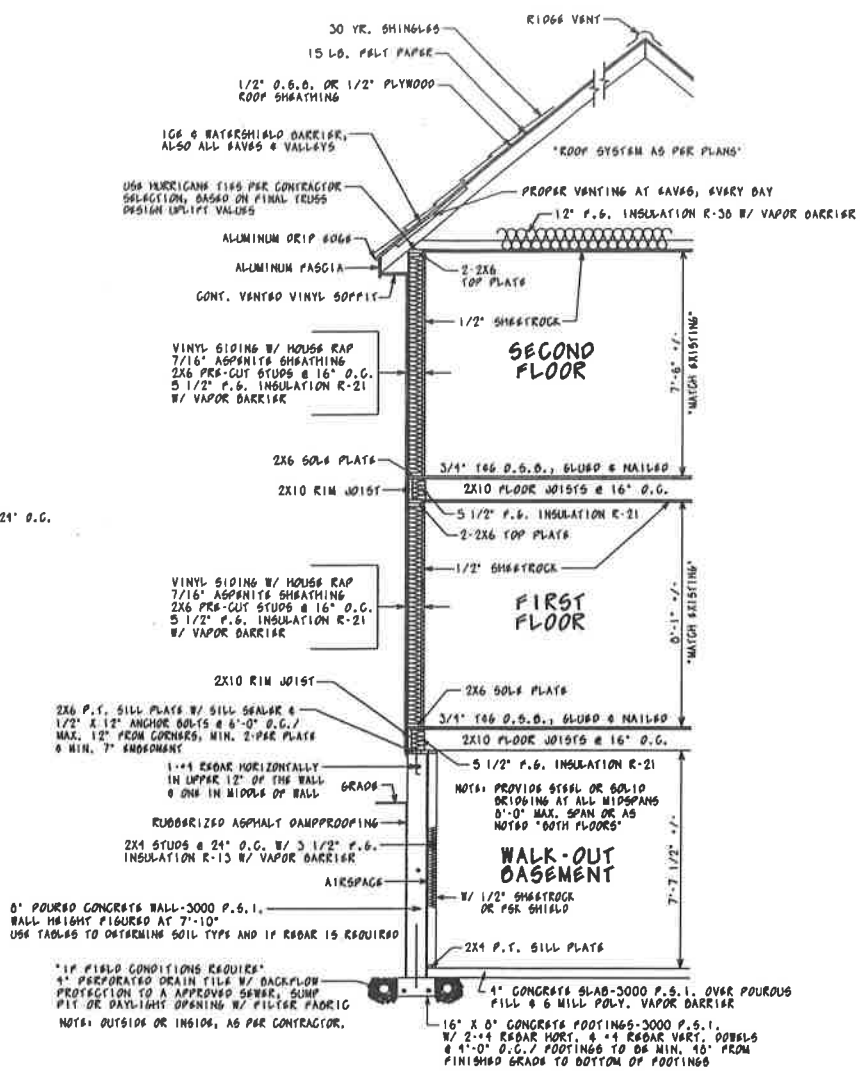 RIDGE VENT
30 YR. SHINGLES
15 LB. FELT PAPER
1/2" O.S.B. OR 1/2" PLYWOOD
ROOF SHEATHING
ICE & WATERSHIELD BARRIER,
ALSO ALL EAVES & VALLEYS
"ROOF SYSTEM AS PER PLANS"
USE HURRICANE TIES PER CONTRACTOR
SELECTION, BASED ON FINAL TRUSS
DESIGN UPLIFT VALUES
PROPER VENTING AT EAVES, EVERY BAY
12" F.G. INSULATION R-38 W/ VAPOR BARRIER
ALUMINUM DRIP EDGE
ALUMINUM FASCIA
2-2X6
TOP PLATE
CONT. VENTED VINYL SOFFIT
1/2" SHEETROCK
VINYL SIDING W/ HOUSE RAP
7/16" ASPENITE SHEATHING
2X6 PRE-CUT STUDS @ 16" O.C.
5 1/2" F.G. INSULATION R-21
W/ VAPOR BARRIER
SECOND
FLOOR
7'-6" +/-
"MATCH EXISTING"
2X6 SOLE PLATE
3/4" T&G O.S.B., GLUED & NAILED
2X10 RIM JOIST
2X10 FLOOR JOISTS @ 16" O.C.
5 1/2" F.G. INSULATION R-21
24" O.C.
2-2X6 TOP PLATE
1/2" SHEETROCK
VINYL SIDING W/ HOUSE RAP
7/16" ASPENITE SHEATHING
2X6 PRE-CUT STUDS @ 16" O.C.
5 1/2" F.G. INSULATION R-21
W/ VAPOR BARRIER
FIRST
FLOOR
8'-1" +/-
"MATCH EXISTING"
2X10 RIM JOIST
2X6 SOLE PLATE
2X6 P.T. SILL PLATE W/ SILL SEALER &
1/2" X 12" ANCHOR BOLTS @ 6'-0" O.C./
MAX. 12" FROM CORNERS, MIN. 2-PER PLATE
& MIN. 7" EMBEDMENT
3/4" T&G O.S.B., GLUED & NAILED
2X10 FLOOR JOISTS @ 16" O.C.
1-#4 REBAR HORIZONTALLY
IN UPPER 12" OF THE WALL
& ONE IN MIDDLE OF WALL
5 1/2" F.G. INSULATION R-21
GRADE
NOTE: PROVIDE STEEL OR SOLID
BRIDGING AT ALL MIDSPANS
8'-0" MAX. SPAN OR AS
NOTED "BOTH FLOORS"
RUBBERIZED ASPHALT DAMPPROOFING
2X4 STUDS @ 24" O.C. W/ 3 1/2" F.G.
INSULATION R-13 W/ VAPOR BARRIER
WALK-OUT
BASEMENT
7'-7 1/2" +/-
AIRSPACE
W/ 1/2" SHEETROCK
OR FSK SHIELD
8" POURED CONCRETE WALL-3000 P.S.I.
WALL HEIGHT FIGURED AT 7'-10"
USE TABLES TO DETERMINE SOIL TYPE AND IF REBAR IS REQUIRED
2X4 P.T. SILL PLATE
"IF FIELD CONDITIONS REQUIRE"
4" PERFORATED DRAIN TILE W/ BACKFLOW
PROTECTION TO A APPROVED SEWER, SUMP
PIT OR DAYLIGHT OPENING W/ FILTER FABRIC
NOTE: OUTSIDE OR INSIDE, AS PER CONTRACTOR.
4" CONCRETE SLAB-3000 P.S.I. OVER POUROUS
FILL & 6 MILL POLY. VAPOR BARRIER
16" X 8" CONCRETE FOOTINGS-3000 P.S.I.
W/ 2-#4 REBAR HORT. & #4 REBAR VERT. DOWELS
@ 4'-0" O.C./ FOOTINGS TO BE MIN. 48" FROM
FINISHED GRADE TO BOTTOM OF FOOTINGS